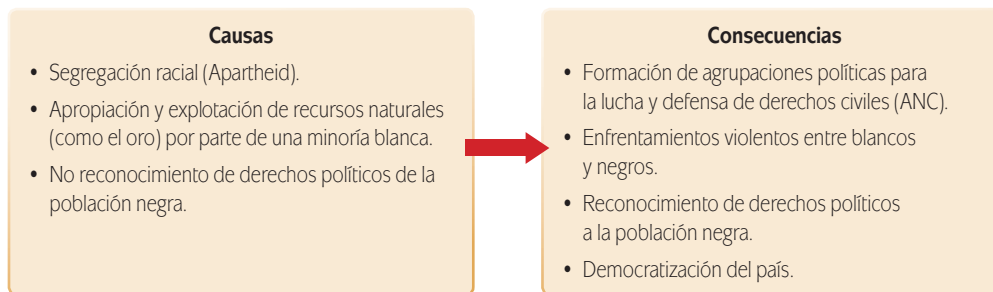 Causas
• Segregación racial (Apartheid).
• Apropiación y explotación de recursos naturales
(como el oro) por parte de una minoría blanca.
• No reconocimiento de derechos políticos de la
población negra.
Consecuencias
• Formación de agrupaciones políticas para
la lucha y defensa de derechos civiles (ANC).
• Enfrentamientos violentos entre blancos
y negros.
• Reconocimiento de derechos políticos
a la población negra.
• Democratización del país.